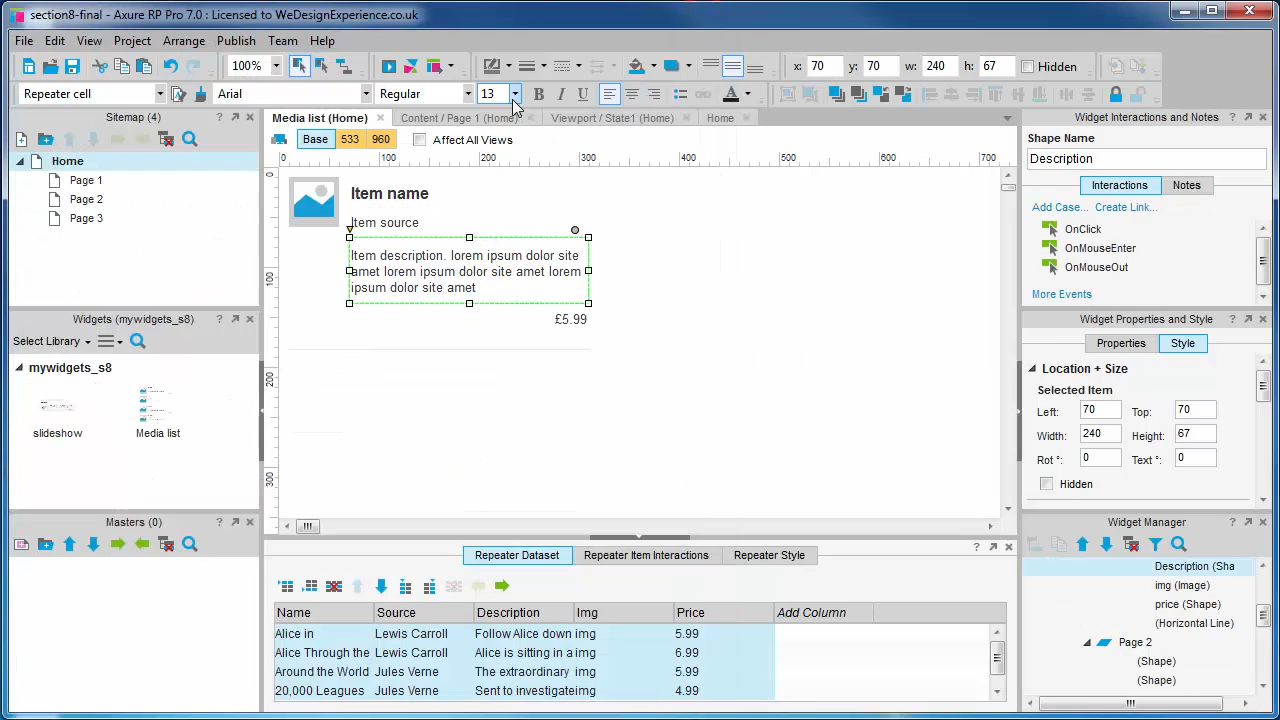 section8-final - Axure RP Pro 7.0 : Licensed to WeDesignExperience.co.uk
File Edit View Project Arrange Publish Team Help
100% x: 70 y: 70 w: 240 h: 67 Hidden
Repeater cell Arial Regular 13 B I U A
Sitemap (4) ? Media list (Home) Content / Page 1 (Home) Viewport / State1 (Home) Home Widget Interactions and Notes ?
Base 533 960 Affect All Views
Shape Name
Description
Interactions Notes
Add Case... Create Link...
OnClick
OnMouseEnter
OnMouseOut
More Events
Home
Page 1
Page 2
Page 3
0 100 200 300 400 500 600 700
0
100
200
300
Item name
Item source
Item description. lorem ipsum dolor site
amet lorem ipsum dolor site amet lorem
ipsum dolor site amet
£5.99
Widgets (mywidgets_s8) ?
Select Library
mywidgets_s8
slideshow Media list
Widget Properties and Style ?
Properties Style
Location + Size
Selected Item
Left: 70 Top: 70
Width: 240 Height: 67
Rot °: 0 Text °: 0
Hidden
Masters (0) ?
Repeater Dataset Repeater Item Interactions Repeater Style ?
Name Source Description Img Price Add Column
Alice in Lewis Carroll Follow Alice down img 5.99
Alice Through the Lewis Carroll Alice is sitting in a img 6.99
Around the World Jules Verne The extraordinary img 5.99
20,000 Leagues Jules Verne Sent to investigate img 4.99
Widget Manager ?
Description (Sha
img (Image)
price (Shape)
(Horizontal Line)
Page 2
(Shape)
(Shape)